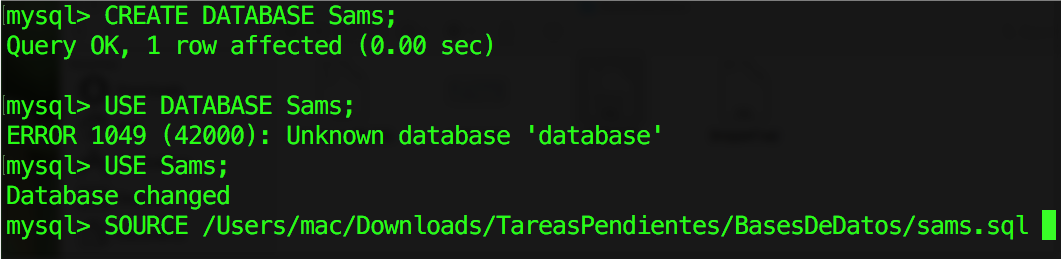 mysql> CREATE DATABASE Sams;
Query OK, 1 row affected (0.00 sec)
mysql> USE DATABASE Sams;
ERROR 1049 (42000): Unknown database 'database'
mysql> USE Sams;
Database changed
mysql> SOURCE /Users/mac/Downloads/TareasPendientes/BasesDeDatos/sams.sql